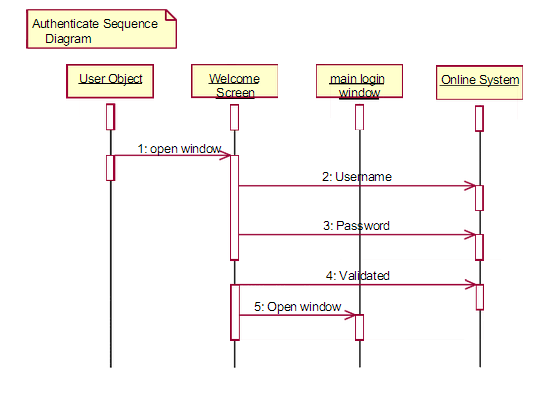 Authenticate Sequence
Diagram
User Object
Welcome
Screen
main login
window
Online System
1: open window
2: Username
3: Password
4: Validated
5: Open window